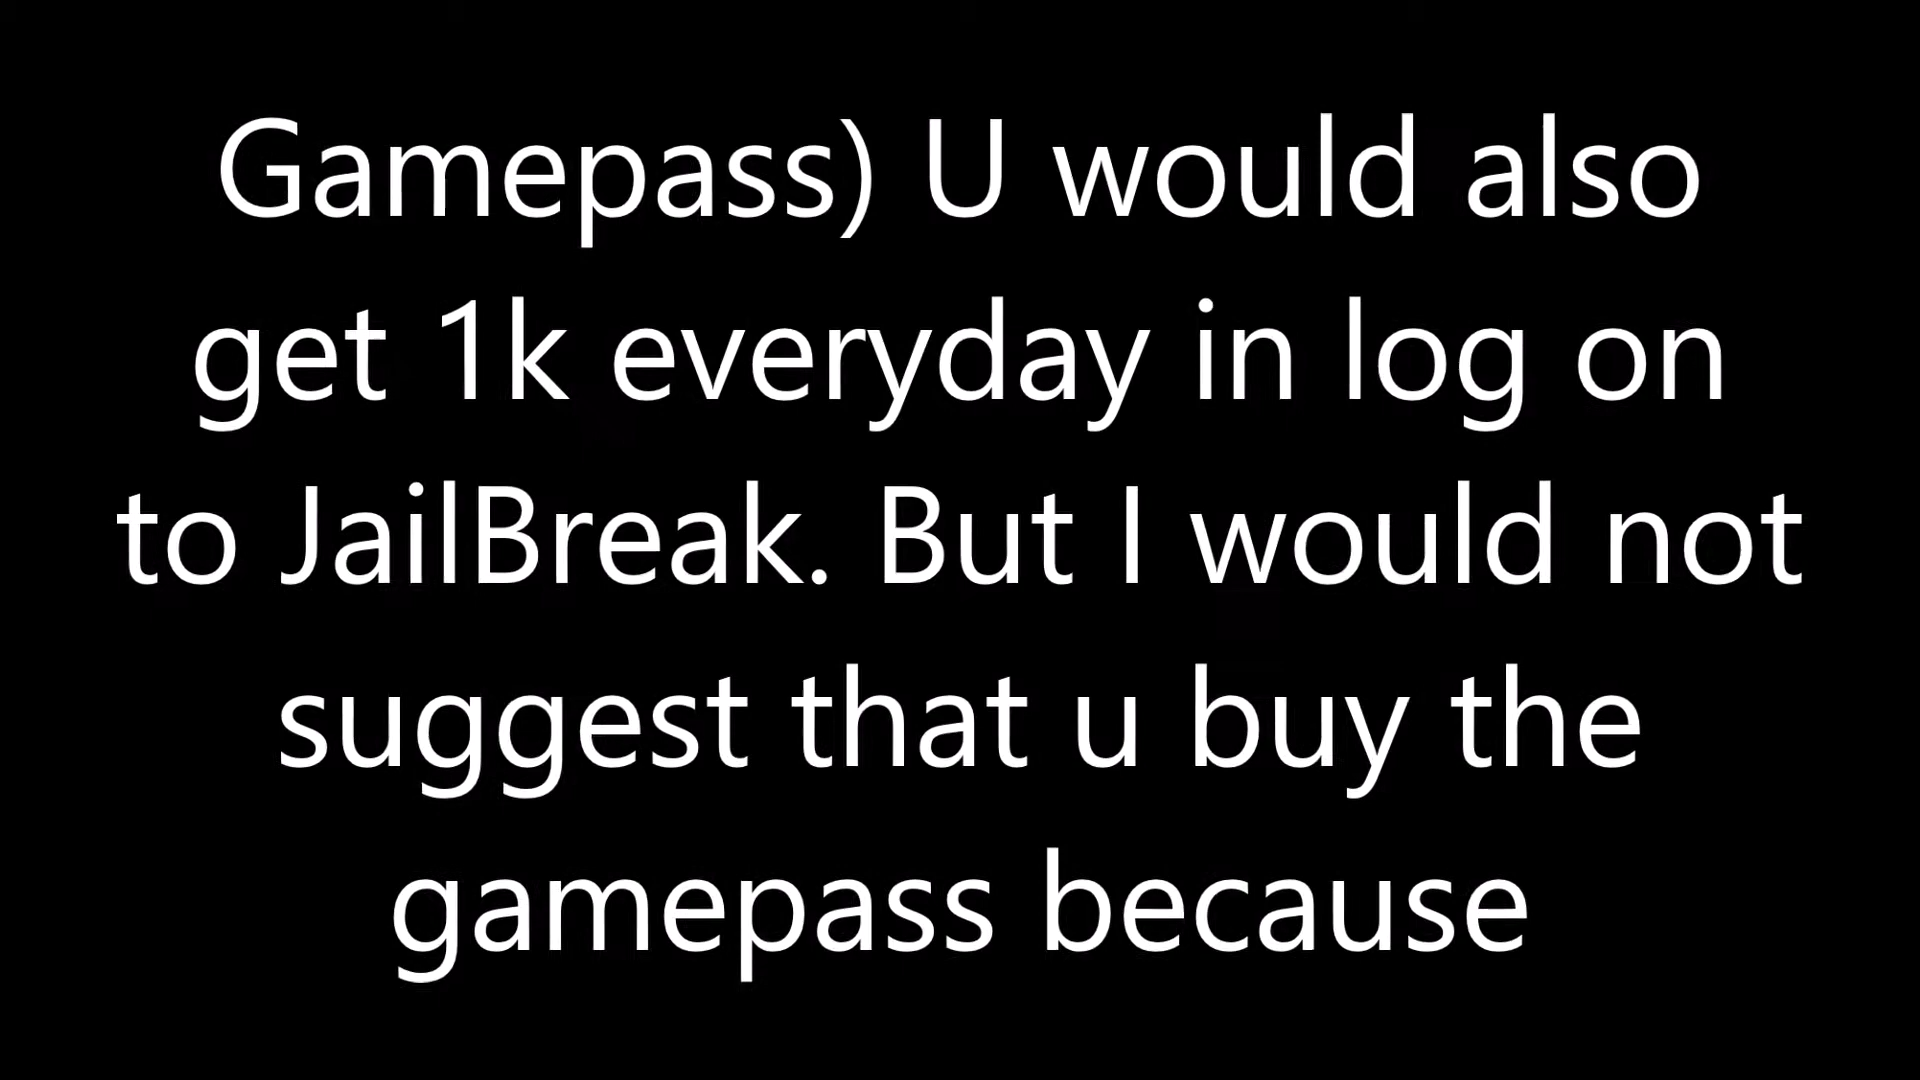 Gamepass) U would also
get 1k everyday in log on
to JailBreak. But I would not
suggest that u buy the
gamepass because